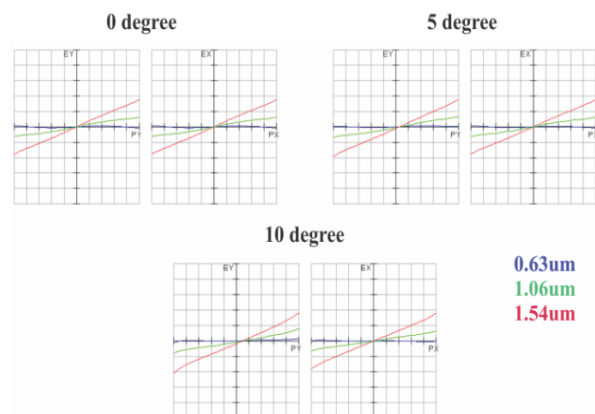 0 degree
5 degree
EY
EX
EY
EX
PY
PX
PY
PX
10 degree
EY
EX
PY
PX
0.63um
1.06um
1.54um